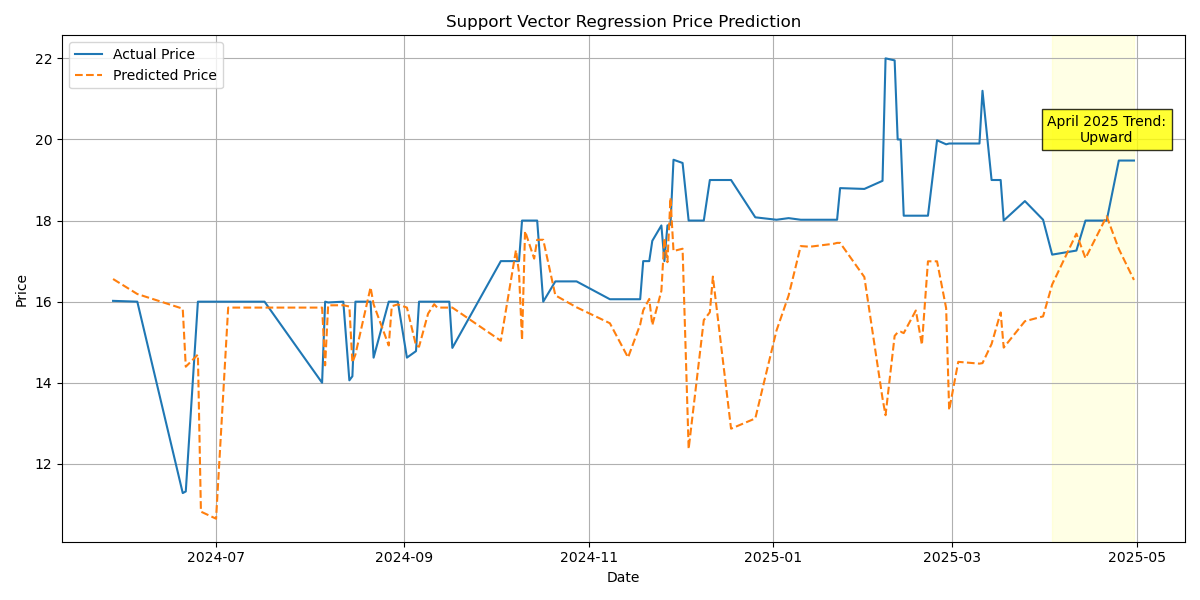 Support Vector Regression Price Prediction
Actual Price
Predicted Price
April 2025 Trend:
Upward
Price
22
20
18
16
14
12
2024-07
2024-09
2024-11
2025-01
2025-03
2025-05
Date